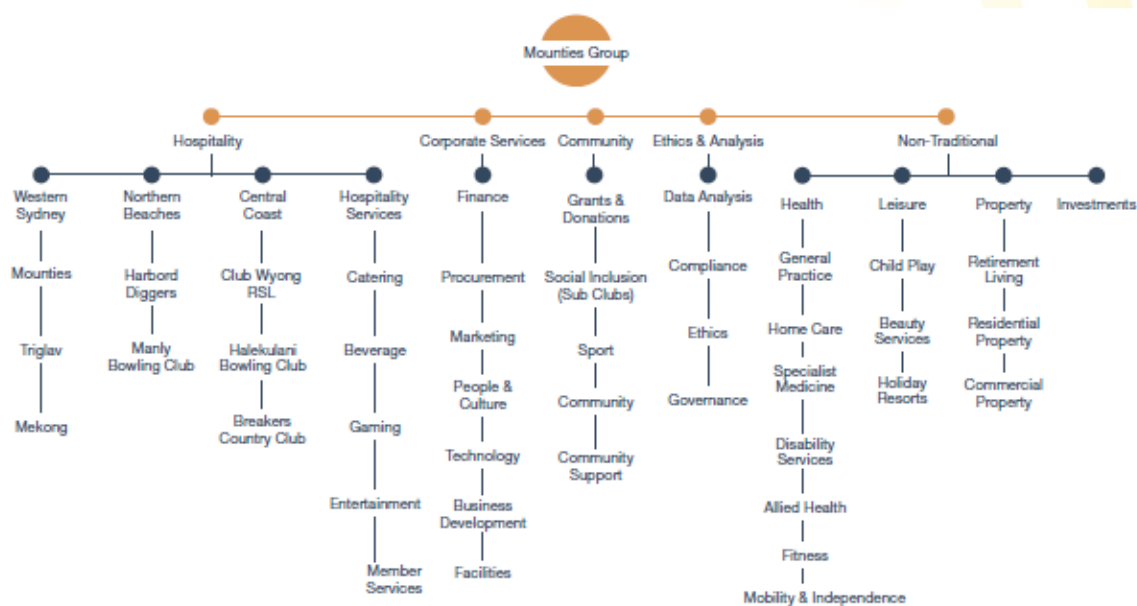 Mounties Group
Hospitality
Corporate Services
Community
Ethics & Analysis
Non-Traditional
Western
Sydney
Mounties
Triglav
Mekong
Northern
Beaches
Harbord
Diggers
Manly
Bowling Club
Central
Coast
Club Wyong
RSL
Halekulani
Bowling Club
Breakers
Country Club
Hospitality
Services
Catering
Beverage
Gaming
Entertainment
Member
Services
Finance
Procurement
Marketing
People &
Culture
Technology
Business
Development
Facilities
Grants &
Donations
Social Inclusion
(Sub Clubs)
Sport
Community
Community
Support
Data Analysis
Compliance
Ethics
Governance
Health
General
Practice
Home Care
Specialist
Medicine
Disability
Services
Allied Health
Fitness
Mobility & Independence
Leisure
Child Play
Beauty
Services
Holiday
Resorts
Property
Retirement
Living
Residential
Property
Commercial
Property
Investments